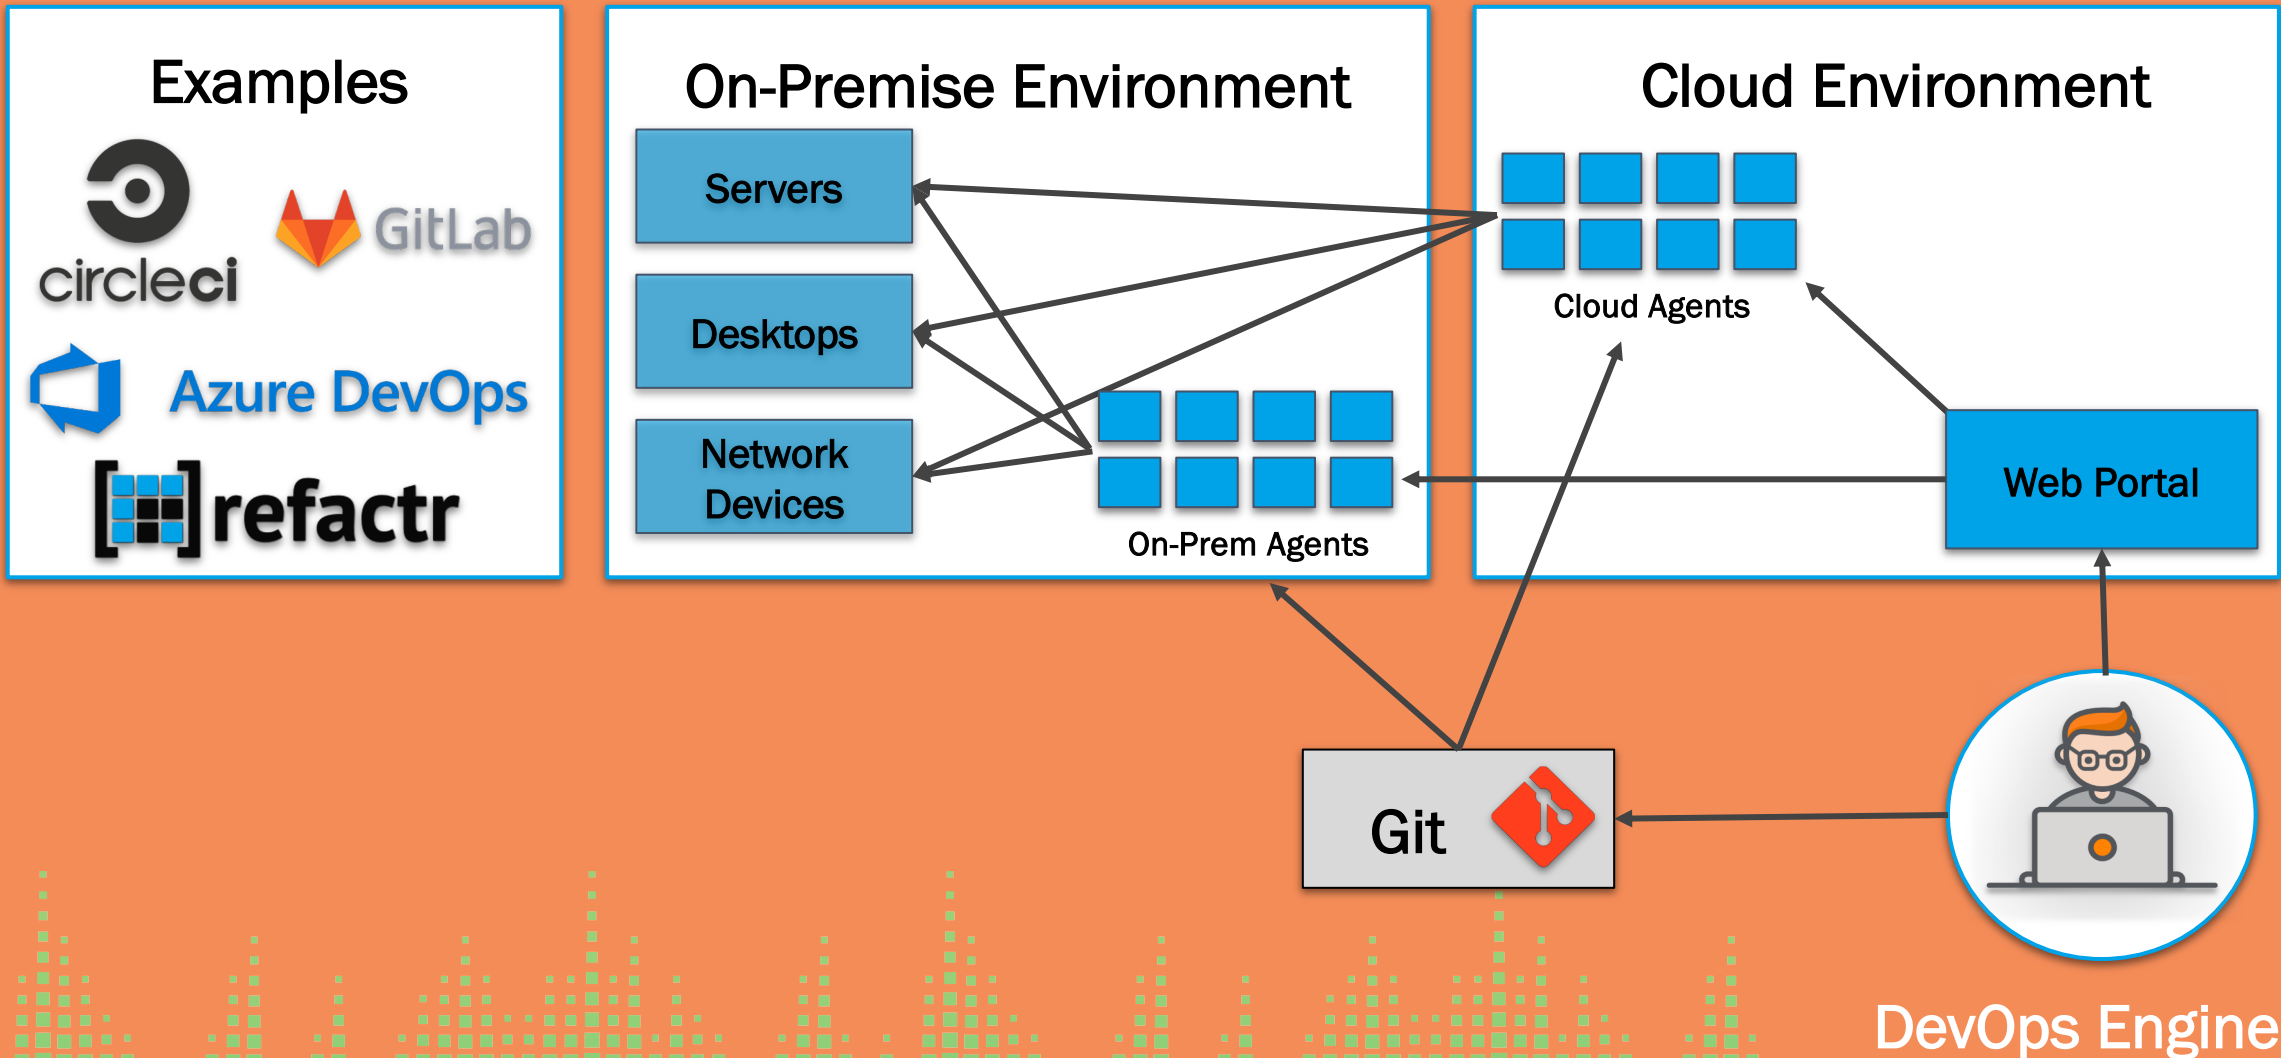 Examples
circleci
GitLab
Azure DevOps
refactr
On-Premise Environment
Servers
Desktops
Network
Devices
On-Prem Agents
Cloud Environment
Cloud Agents
Web Portal
Git
DevOps Engine